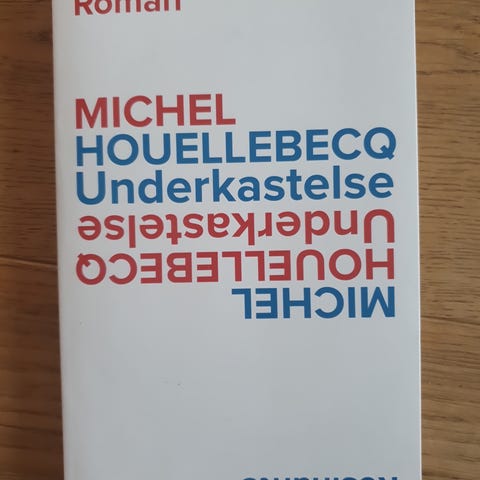 Roman
MICHEL
HOUELLEBECQ
Underkastelse
Underkastelse
HOUELLEBECQ
MICHEL